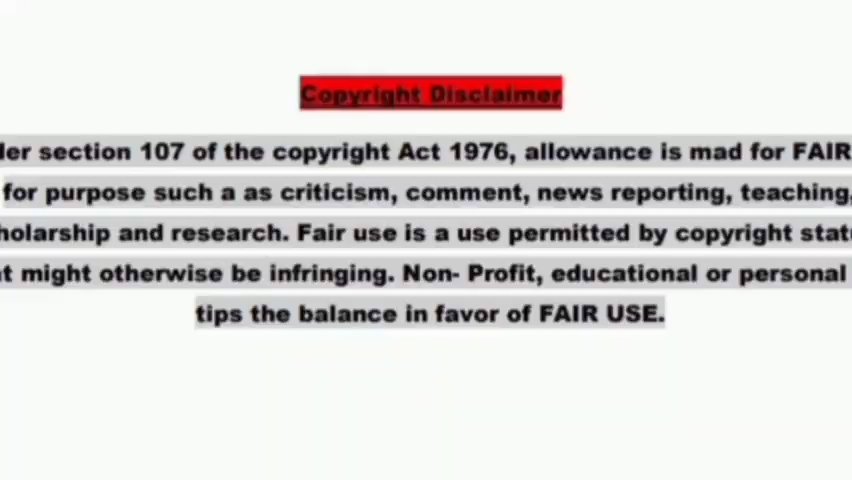 Copyright Disclaimer
der section 107 of the copyright Act 1976, allowance is mad for FAIR
for purpose such a as criticism, comment, news reporting, teaching,
holarship and research. Fair use is a use permitted by copyright statu
t might otherwise be infringing. Non- Profit, educational or personal
tips the balance in favor of FAIR USE.